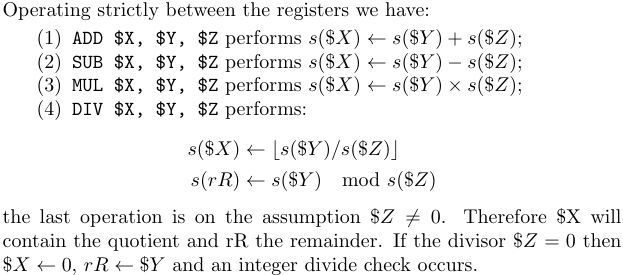 Operating strictly between the registers we have:
(1) ADD $X, $Y, $Z performs s($X) ← s($Y) + s($Z);
(2) SUB $X, $Y, $Z performs s($X) ← s($Y) − s($Z);
(3) MUL $X, $Y, $Z performs s($X) ← s($Y) × s($Z);
(4) DIV $X, $Y, $Z performs:
s($X) ← ⌊s($Y)/s($Z)⌋
s(rR) ← s($Y) mod s($Z)
the last operation is on the assumption $Z ≠ 0. Therefore $X will
contain the quotient and rR the remainder. If the divisor $Z = 0 then
$X ← 0, rR ← $Y and an integer divide check occurs.